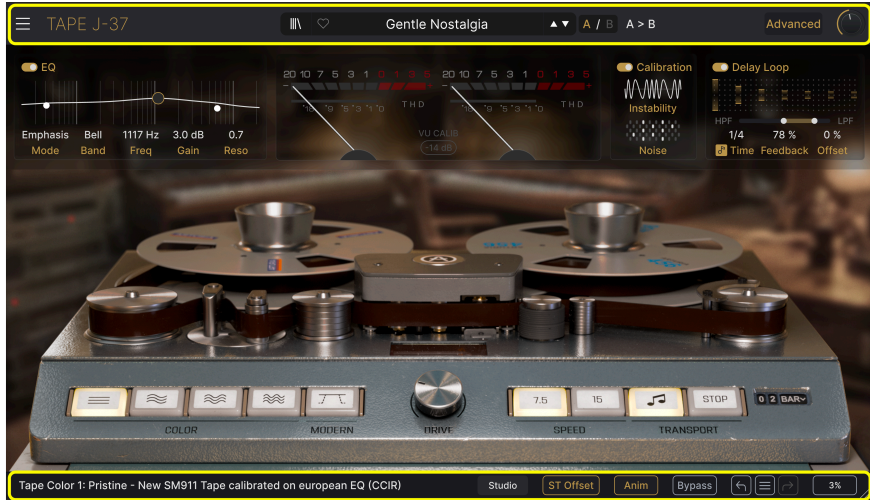 TAPE J-37
Gentle Nostalgia
A / B
A > B
Advanced
EQ
Emphasis Bell 1117 Hz 3.0 dB 0.7
Mode Band Freq Gain Reso
20 10 7 5 3 1 0 1 3 5
- +
THD
20 10 7 5 3 1 0 1 3 5
- +
THD
VU CALIB
-14 dB
Calibration
Instability
Noise
Delay Loop
HPF LPF
1/4 78 % 0 %
Time Feedback Offset
7.5 15 STOP
0 2 BAR
COLOR MODERN DRIVE SPEED TRANSPORT
Tape Color 1: Pristine - New SM911 Tape calibrated on european EQ (CCIR)
Studio
ST Offset
Anim
Bypass
3%